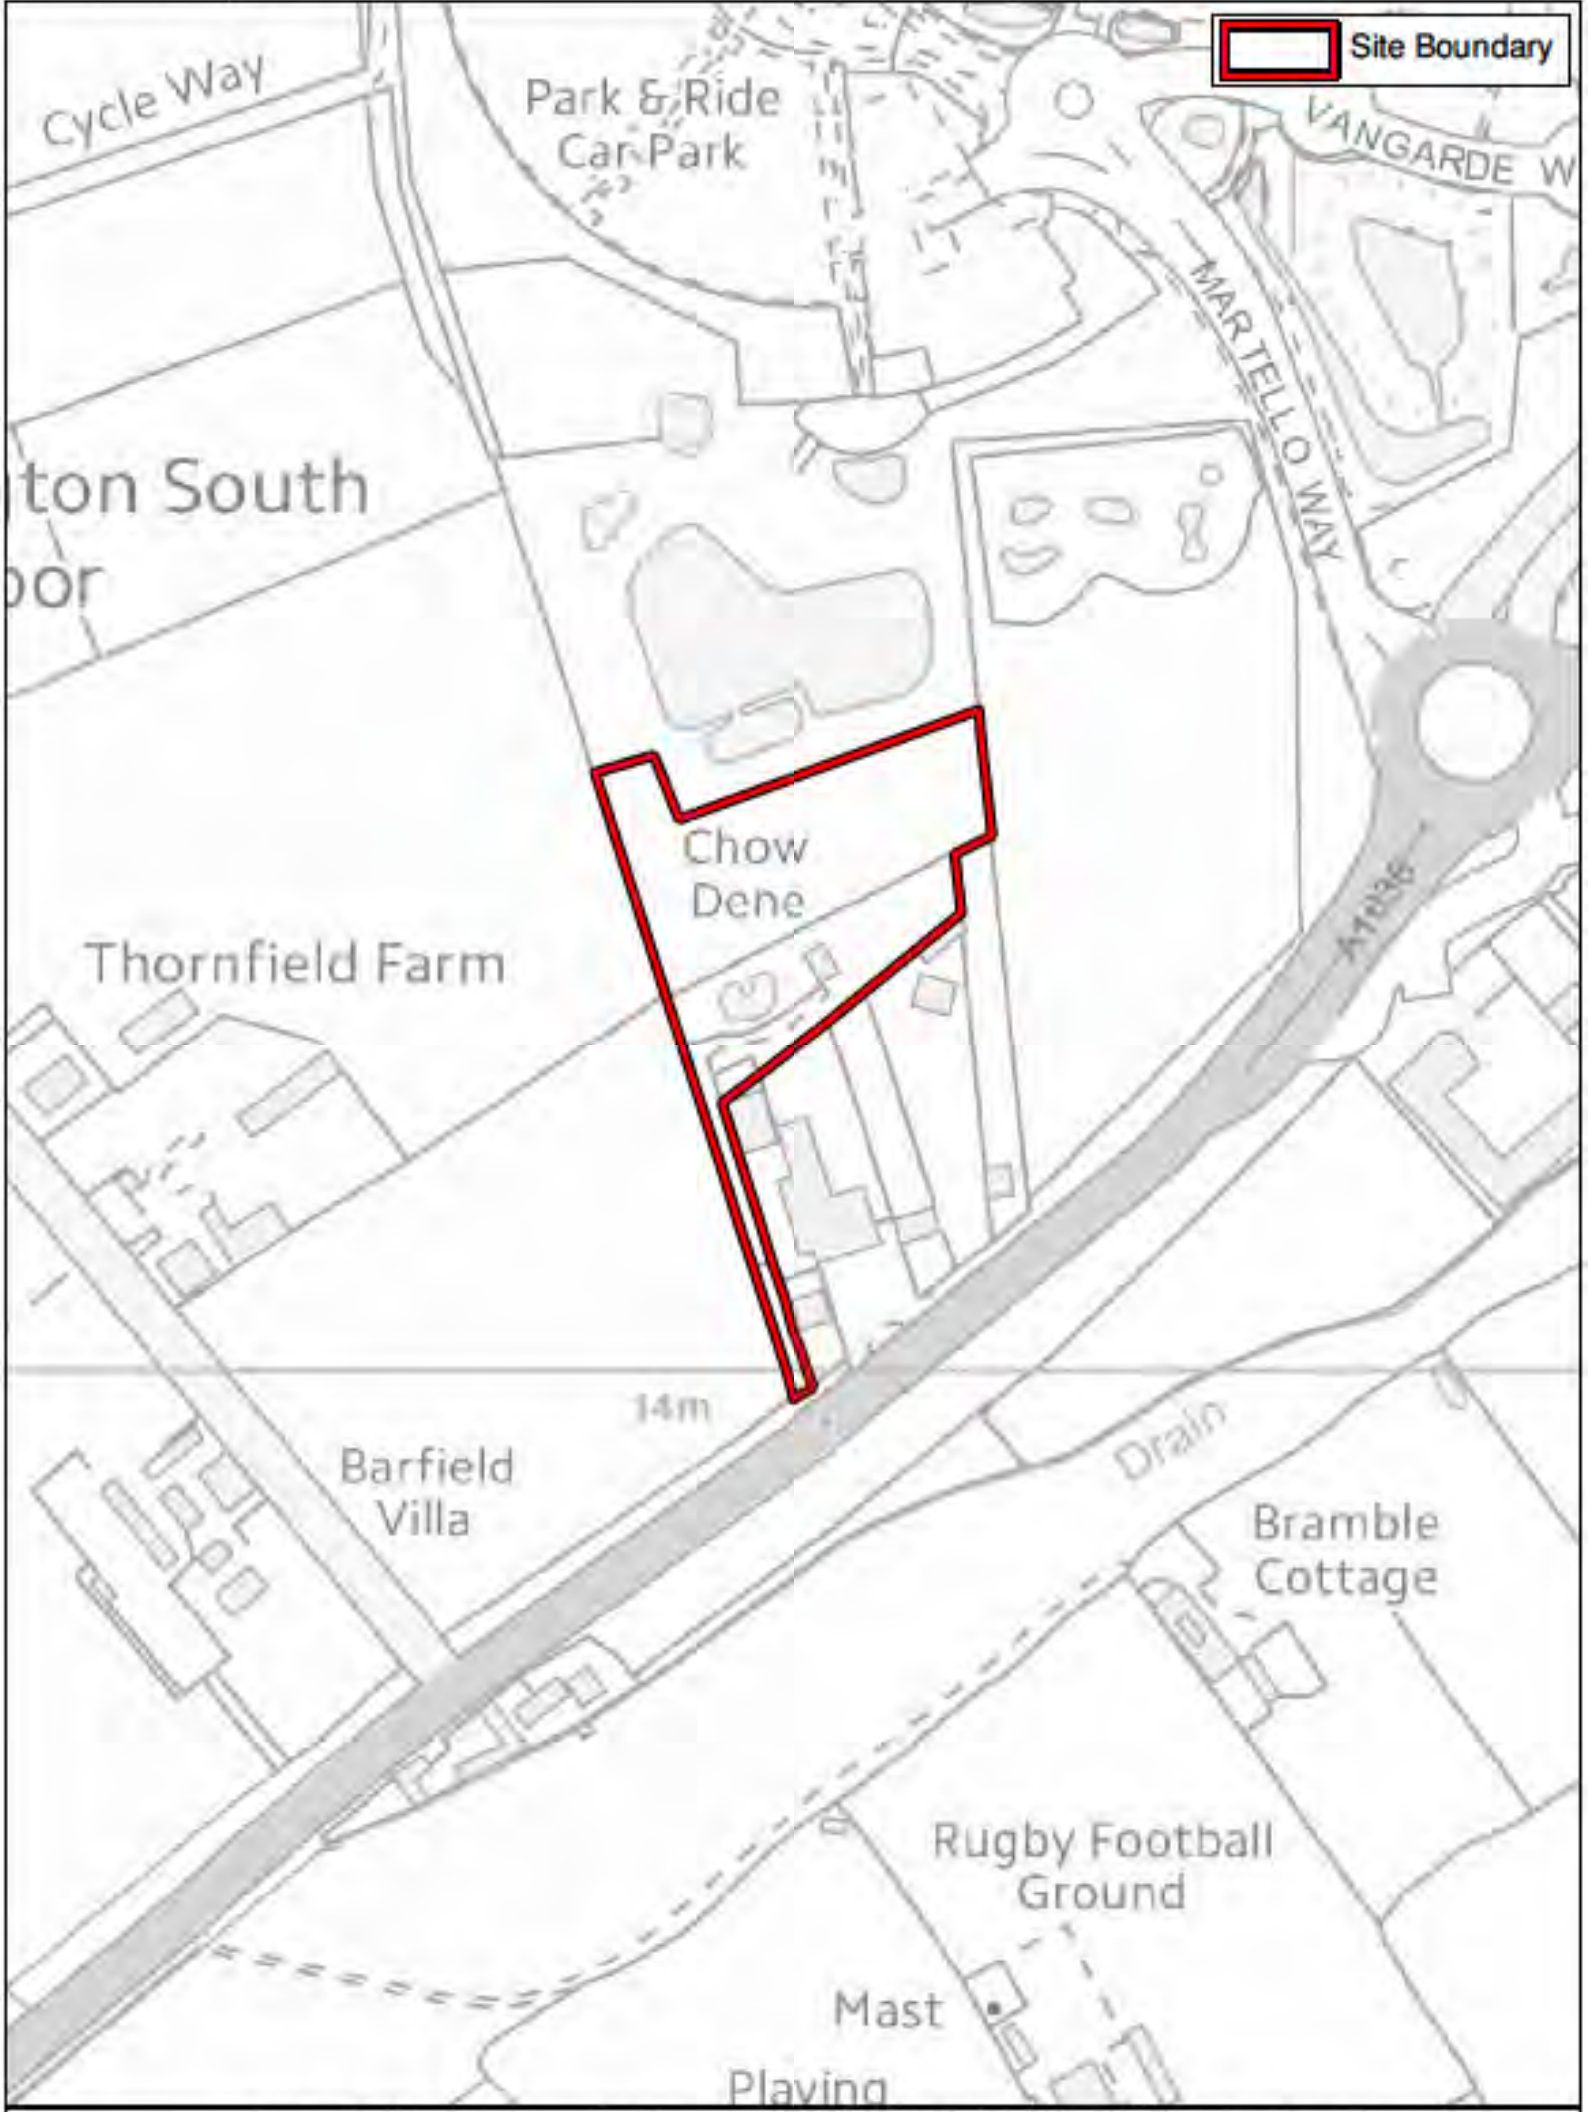 Site Boundary
Cycle Way
Park & Ride
Car Park
VANGARDE W
MARTELLO WAY
ton South
oor
Chow
Dene
A1036
Thornfield Farm
14m
Barfield
Villa
Drain
Bramble
Cottage
Rugby Football
Ground
Mast
Playing